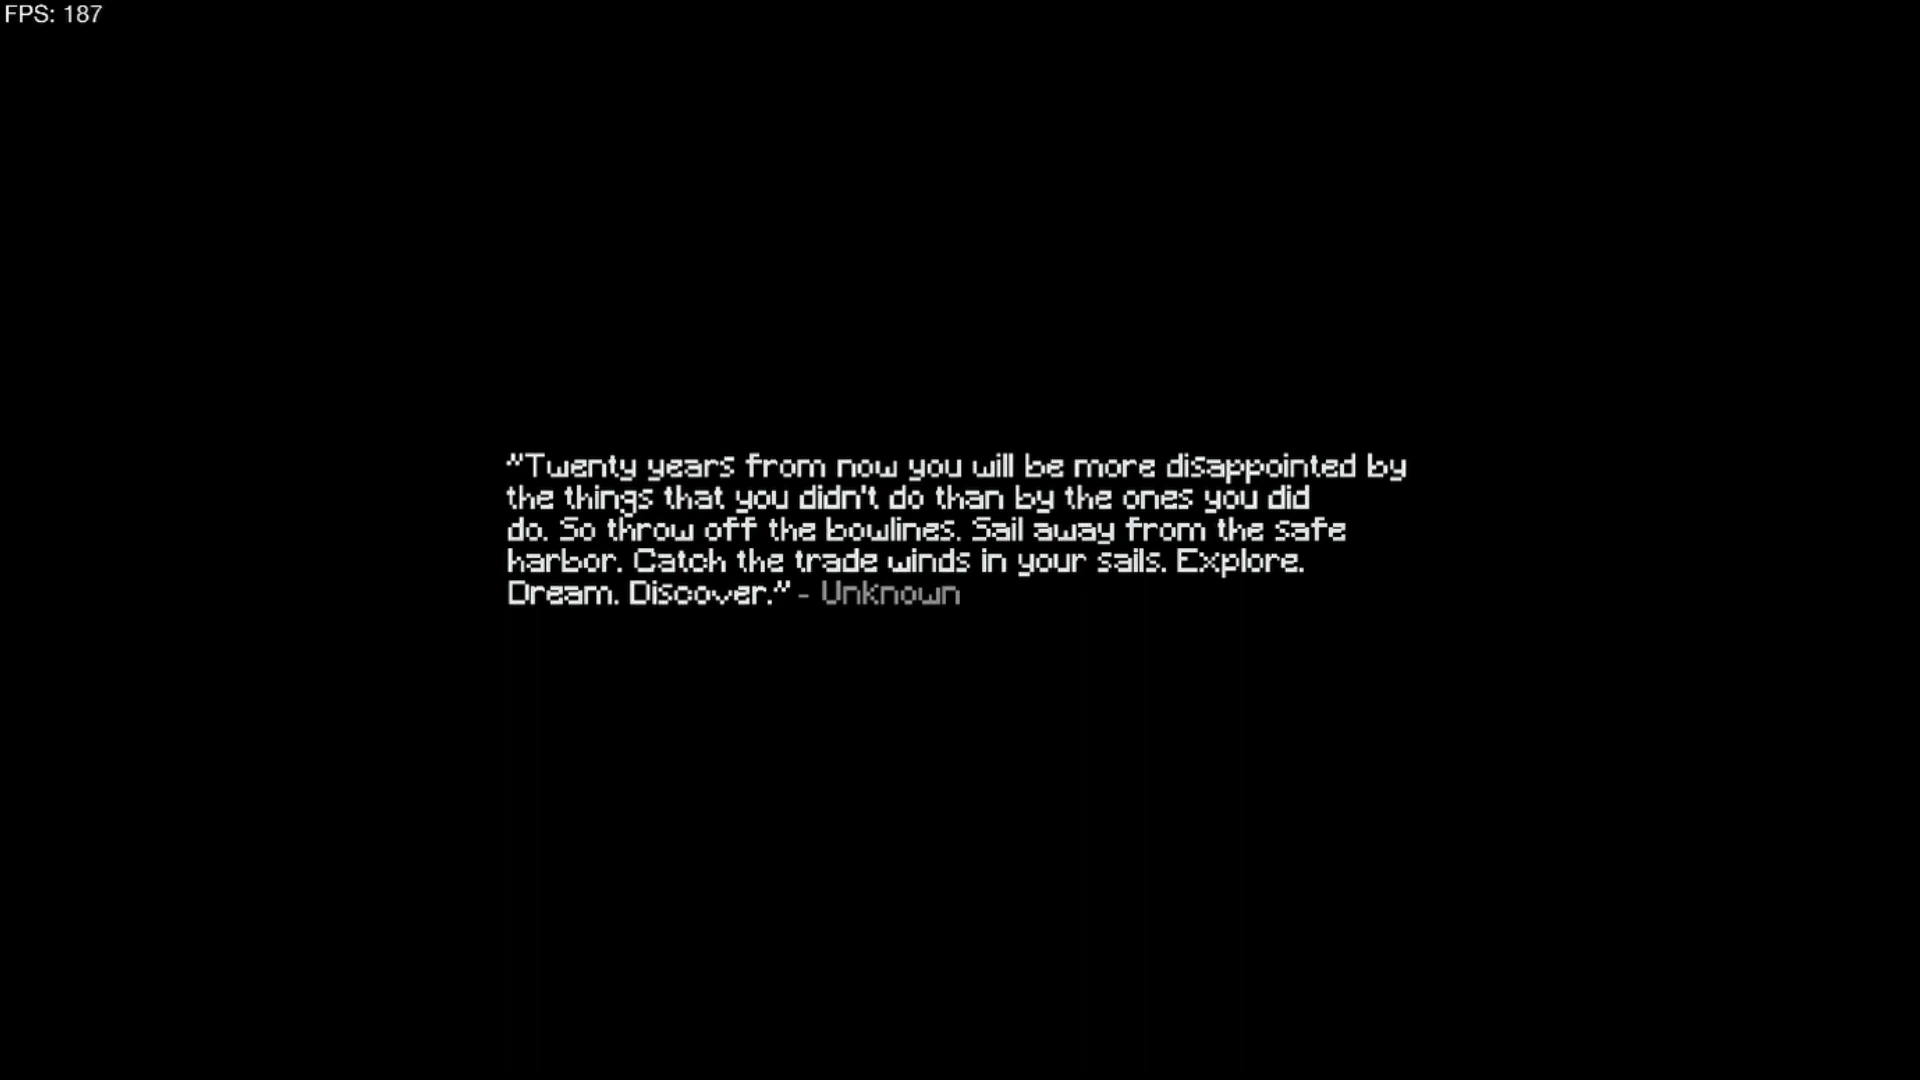 FPS: 187
"Twenty years from now you will be more disappointed by
the things that you didn't do than by the ones you did
do. So throw off the bowlines. Sail away from the safe
harbor. Catch the trade winds in your sails. Explore.
Dream. Discover." - Unknown